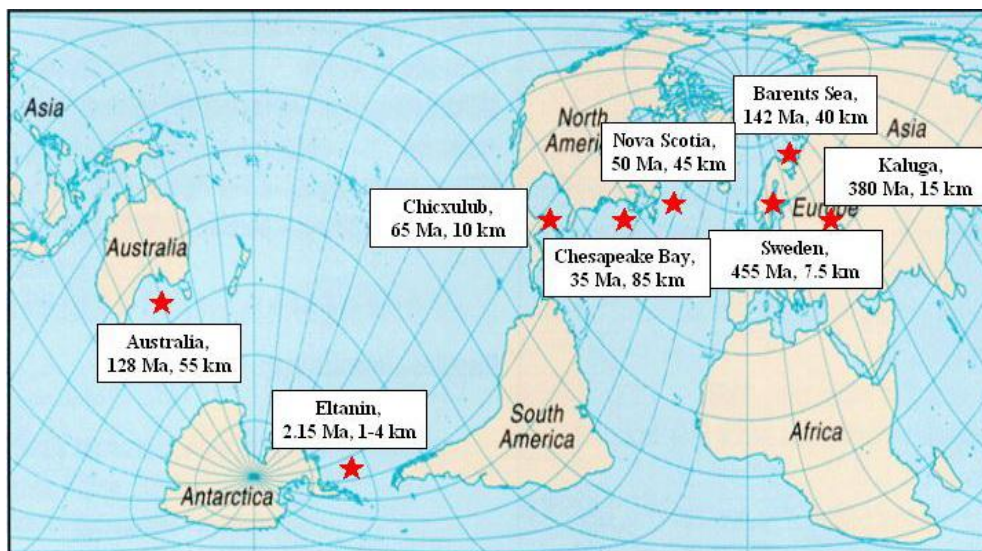 Asia
Australia
Australia,
128 Ma, 55 km
Antarctica
Eltanin,
2.15 Ma, 1-4 km
Chicxulub,
65 Ma, 10 km
North
America
Nova Scotia,
50 Ma, 45 km
Chesapeake Bay,
35 Ma, 85 km
South
America
Barents Sea,
142 Ma, 40 km
Asia
Kaluga,
380 Ma, 15 km
Europe
Sweden,
455 Ma, 7.5 km
Africa